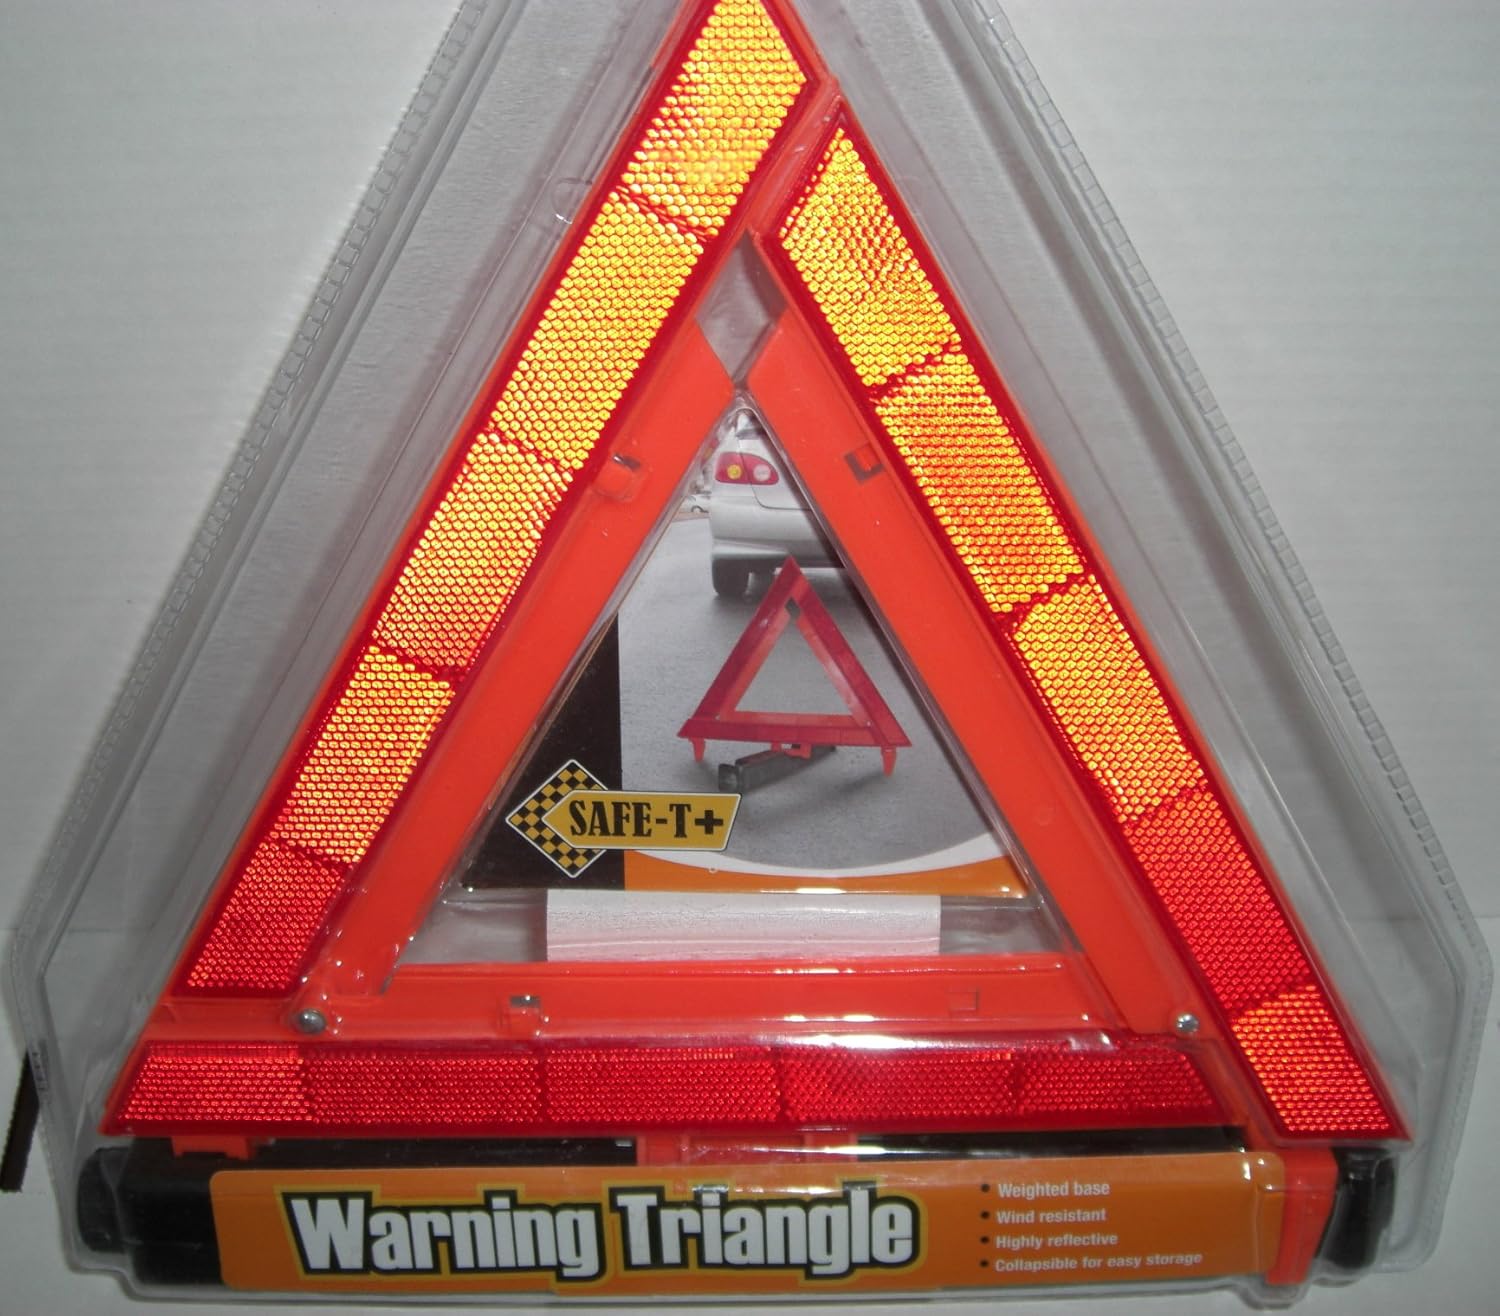 SAFE-T+
Warning Triangle
• Weighted base
• Wind resistant
• Highly reflective
• Collapsible for easy storage